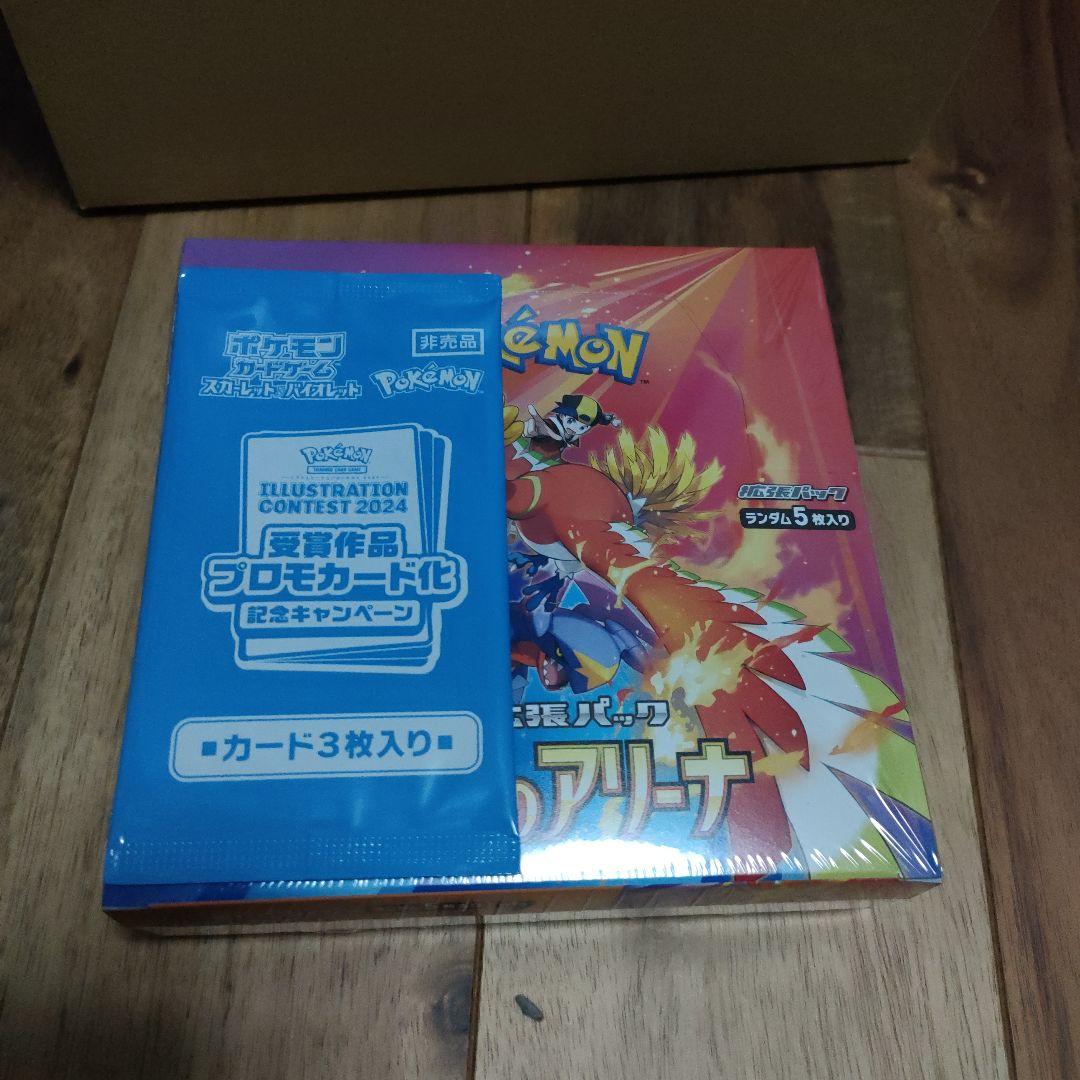 ポケモン
カードゲーム
スカーレット&バイオレット
非売品
POKÉMON
POKÉMON
TRADING CARD GAME
ILLUSTRATION
CONTEST 2024
受賞作品
プロモカード化
記念キャンペーン
■カード3枚入り■
éMON
TM
拡張パック
ランダム5枚入り
張パック
のアリーナ